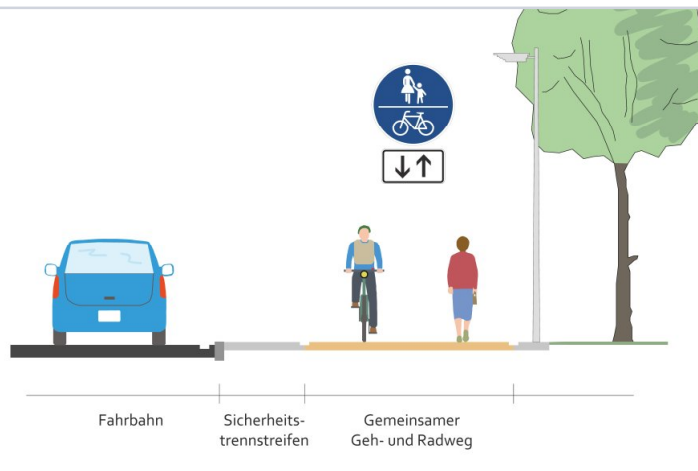 Fahrbahn
Sicherheits-
trennstreifen
Gemeinsamer
Geh- und Radweg